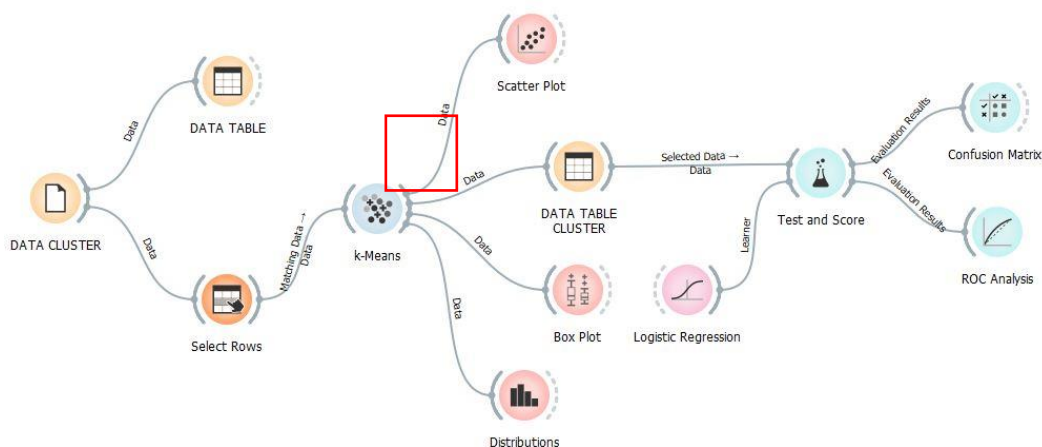 Scatter Plot
Data
DATA TABLE
Data
Evaluation Results
Confusion Matrix
Data
Selected Data →
Data
DATA TABLE
CLUSTER
Test and Score
Evaluation Results
DATA CLUSTER
Data
Matching Data →
Data
k-Means
Data
Learner
ROC Analysis
Select Rows
Data
Box Plot
Logistic Regression
Distributions